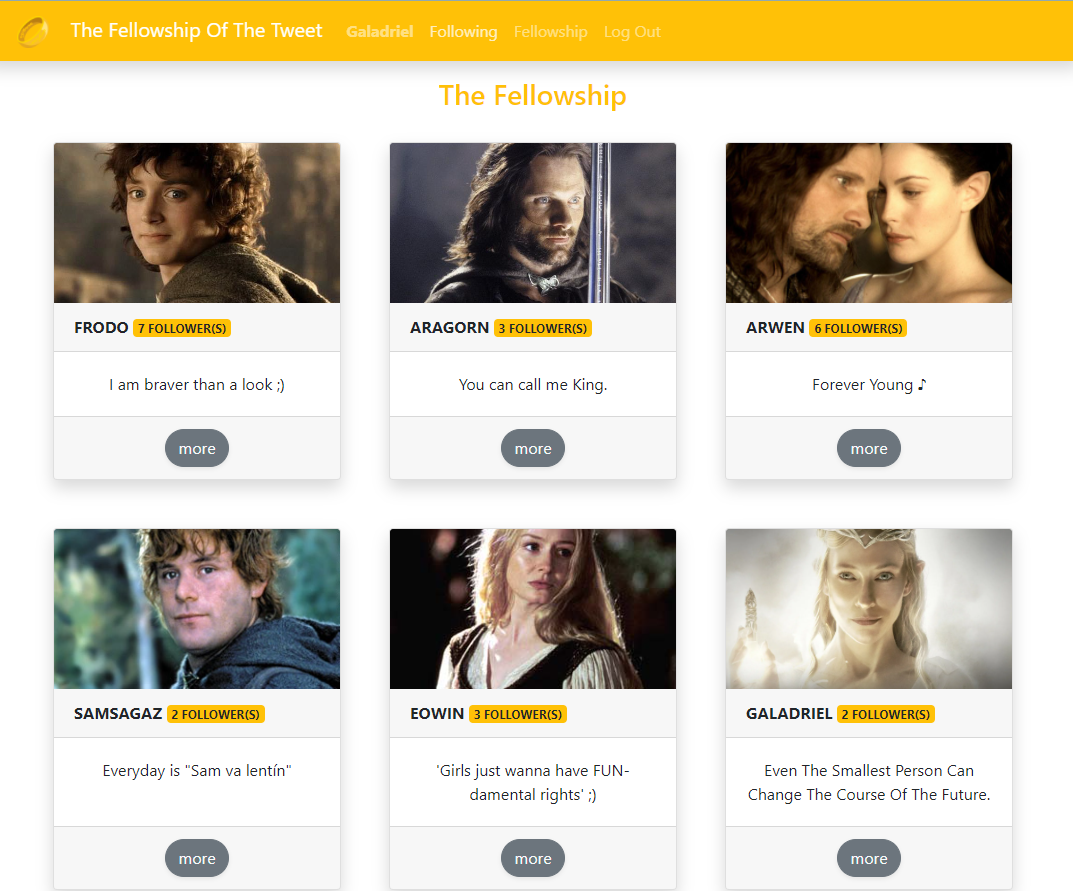 The Fellowship Of The Tweet Galadriel Following Fellowship Log Out
The Fellowship
FRODO 7 FOLLOWER(S)
I am braver than a look ;)
more
ARAGORN 3 FOLLOWER(S)
You can call me King.
more
ARWEN 6 FOLLOWER(S)
Forever Young ♪
more
SAMSAGAZ 2 FOLLOWER(S)
Everyday is "Sam va lentín"
more
EOWIN 3 FOLLOWER(S)
'Girls just wanna have FUN-
damental rights' ;)
more
GALADRIEL 2 FOLLOWER(S)
Even The Smallest Person Can
Change The Course Of The Future.
more